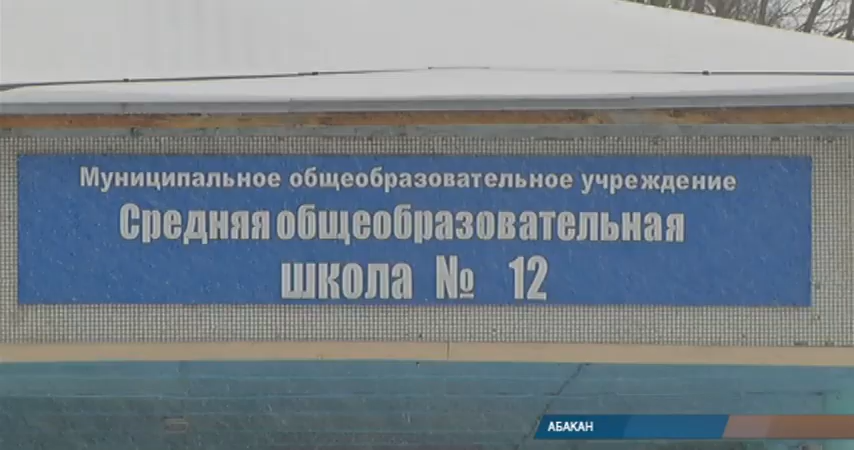 Муниципальное общеобразовательное учреждение
Средняя общеобразовательная
школа № 12
АБАКАН